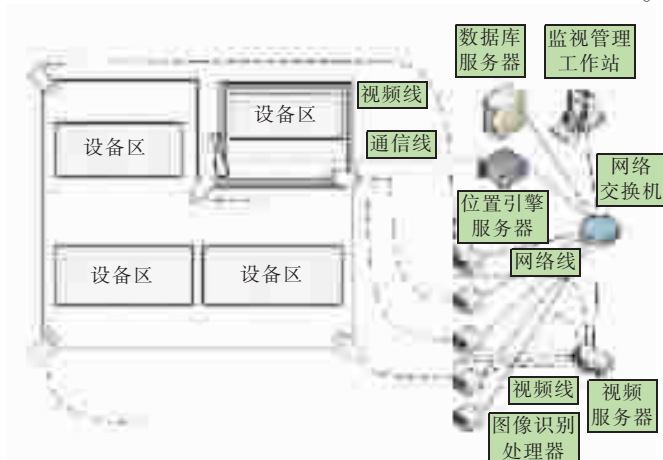 数据库
服务器
监视管理
工作站
视频线
设备区
通信线
设备区
网络
交换机
位置引擎
服务器
网络线
设备区
设备区
视频线
视频
服务器
图像识别
处理器